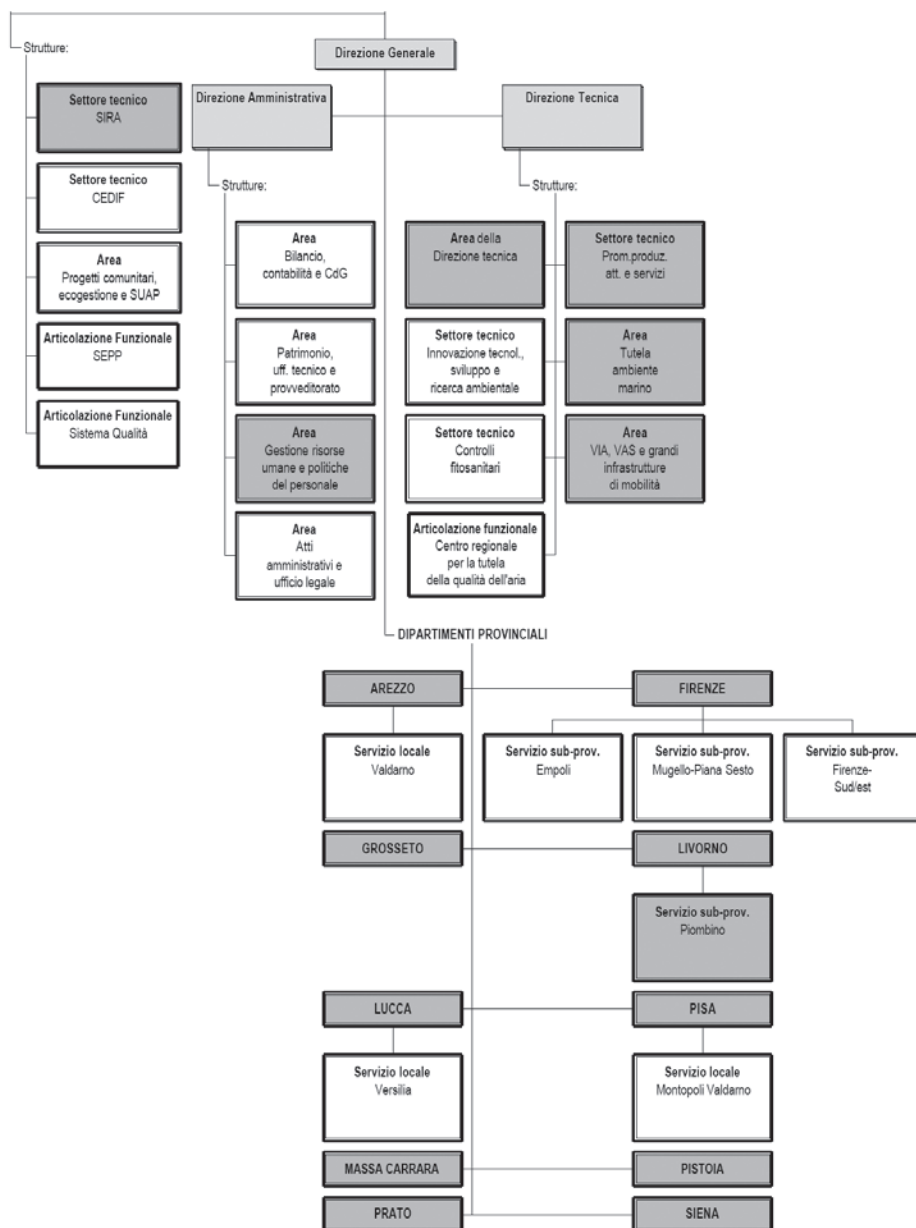 Strutture:
Direzione Generale
Settore tecnico
SIRA
Settore tecnico
CEDIF
Area
Progetti comunitari,
ecogestione e SUAP
Articolazione Funzionale
SEPP
Articolazione Funzionale
Sistema Qualità
Direzione Amministrativa
Strutture:
Area
Bilancio,
contabilità e CdG
Area
Patrimonio,
uff. tecnico e
provveditorato
Area
Gestione risorse
umane e politiche
del personale
Area
Atti
amministrativi e
ufficio legale
Direzione Tecnica
Strutture:
Area della
Direzione tecnica
Settore tecnico
Prom.produz.
att. e servizi
Settore tecnico
Innovazione tecnol.,
sviluppo e
ricerca ambientale
Area
Tutela
ambiente
marino
Settore tecnico
Controlli
fitosanitari
Area
VIA, VAS e grandi
infrastrutture
di mobilità
Articolazione funzionale
Centro regionale
per la tutela
della qualità dell'aria
DIPARTIMENTI PROVINCIALI
AREZZO
FIRENZE
Servizio locale
Valdarno
Servizio sub-prov.
Empoli
Servizio sub-prov.
Mugello-Piana Sesto
Servizio sub-prov.
Firenze-
Sud/est
GROSSETO
LIVORNO
Servizio sub-prov.
Piombino
LUCCA
PISA
Servizio locale
Versilia
Servizio locale
Montopoli Valdarno
MASSA CARRARA
PISTOIA
PRATO
SIENA